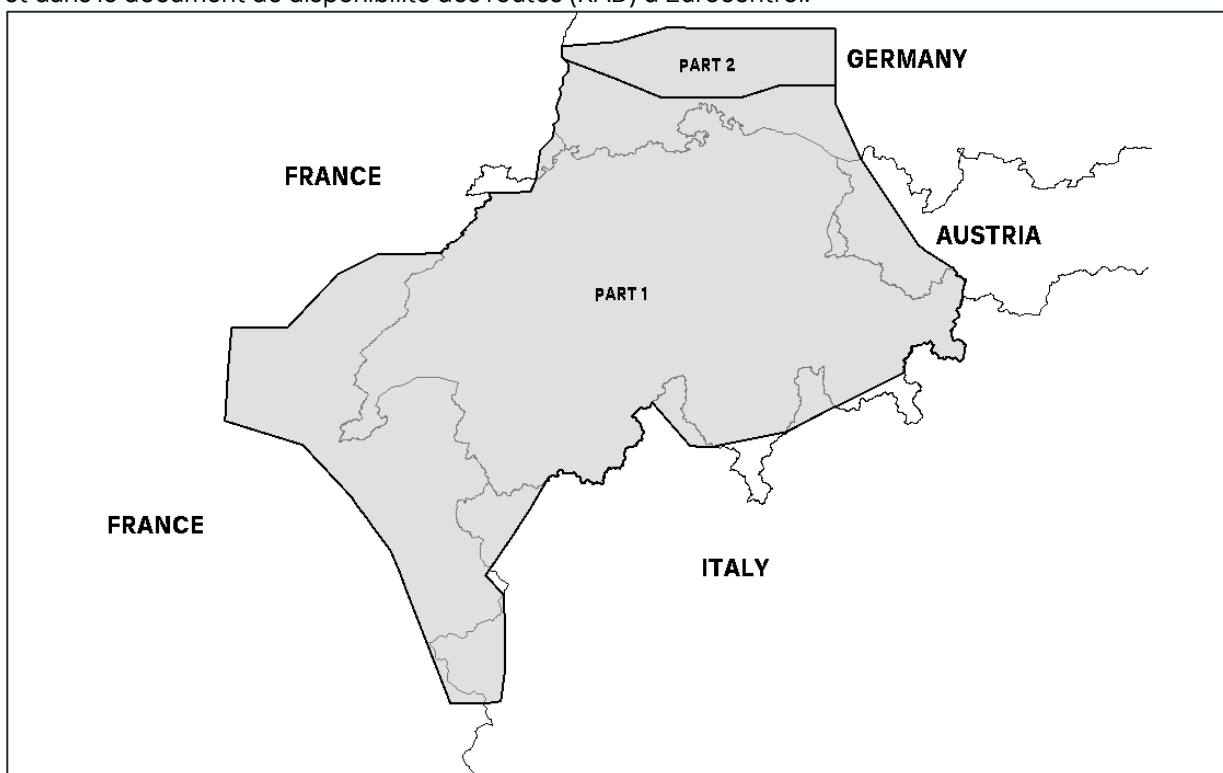 et dans le document de disponibilité des routes (RAD) d'Eurocontrol.
PART 2
GERMANY
FRANCE
AUSTRIA
PART 1
FRANCE
ITALY